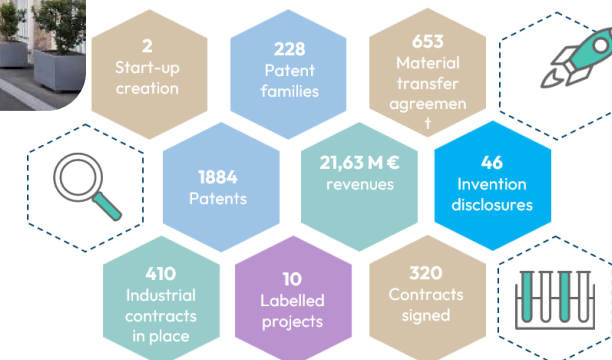 2
Start-up
creation
228
Patent
families
653
Material
transfer
agreemen
t
1884
Patents
21,63 M €
revenues
46
Invention
disclosures
410
Industrial
contracts
in place
10
Labelled
projects
320
Contracts
signed